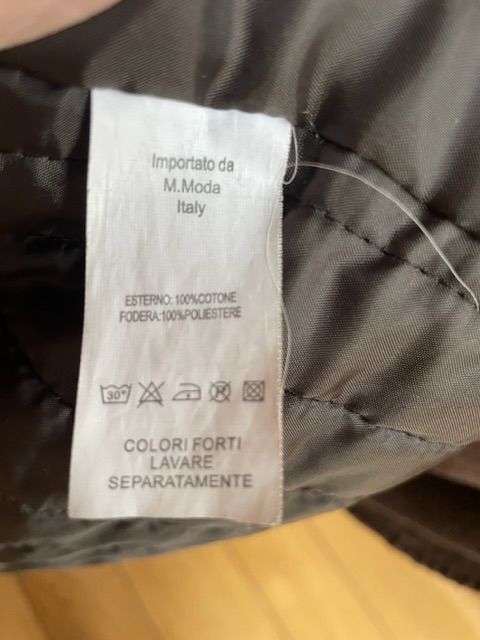 Importato da
M.Moda
Italy
ESTERNO:100%COTONE
FODERA:100%POLIESTERE
30°
COLORI FORTI
LAVARE
SEPARATAMENTE